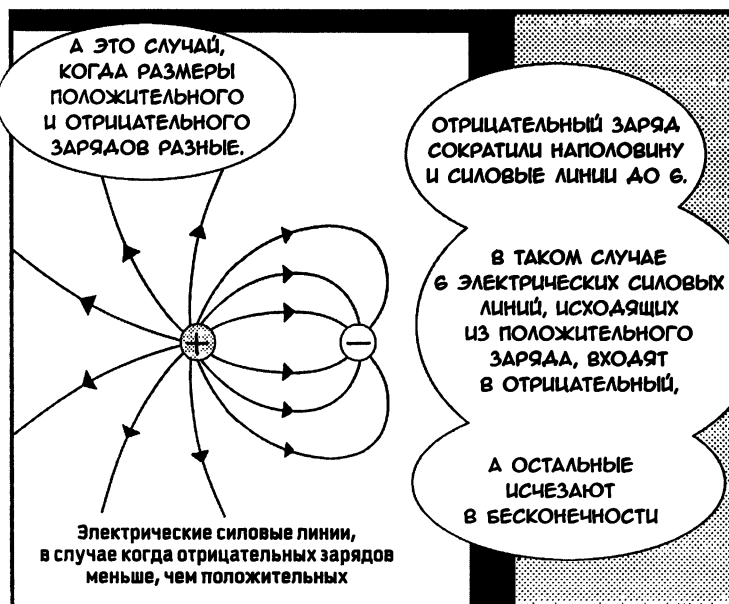 А ЭТО СЛУЧАЙ,
КОГДА РАЗМЕРЫ
ПОЛОЖИТЕЛЬНОГО
И ОТРИЦАТЕЛЬНОГО
ЗАРЯДОВ РАЗНЫЕ.
ОТРИЦАТЕЛЬНЫЙ ЗАРЯД
СОКРАТИЛИ НАПОЛОВИНУ
И СИЛОВЫЕ ЛИНИИ ДО 6.
В ТАКОМ СЛУЧАЕ
6 ЭЛЕКТРИЧЕСКИХ СИЛОВЫХ
ЛИНИЙ, ИСХОДЯЩИХ
ИЗ ПОЛОЖИТЕЛЬНОГО
ЗАРЯДА, ВХОДЯТ
В ОТРИЦАТЕЛЬНЫЙ,
А ОСТАЛЬНЫЕ
ИСЧЕЗАЮТ
В БЕСКОНЕЧНОСТИ
+ −
Электрические силовые линии,
в случае когда отрицательных зарядов
меньше, чем положительных